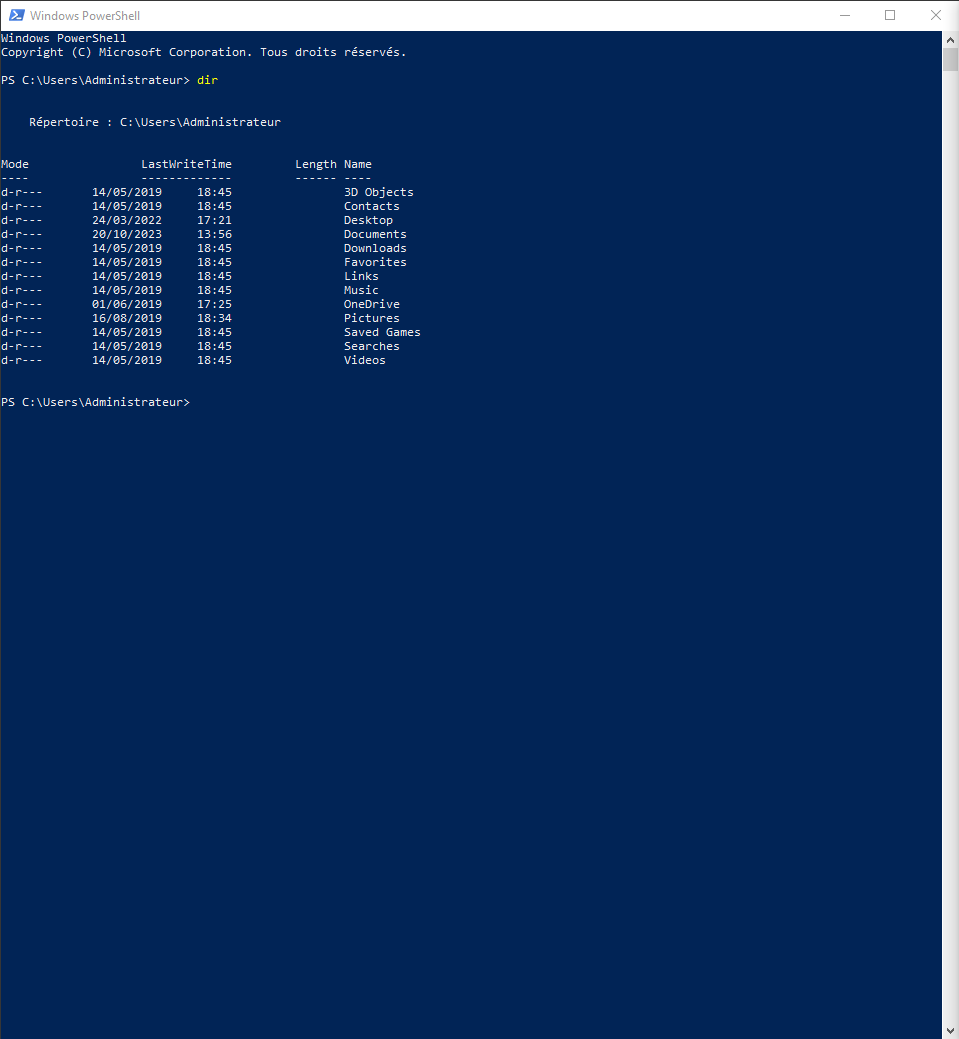 Windows PowerShell
Windows PowerShell
Copyright (C) Microsoft Corporation. Tous droits réservés.
PS C:\Users\Administrateur> dir
Répertoire : C:\Users\Administrateur
Mode                LastWriteTime         Length Name
----                -------------         ------ ----
d-r---       14/05/2019     18:45                3D Objects
d-r---       14/05/2019     18:45                Contacts
d-r---       24/03/2022     17:21                Desktop
d-r---       20/10/2023     13:56                Documents
d-r---       14/05/2019     18:45                Downloads
d-r---       14/05/2019     18:45                Favorites
d-r---       14/05/2019     18:45                Links
d-r---       14/05/2019     18:45                Music
d-r---       01/06/2019     17:25                OneDrive
d-r---       16/08/2019     18:34                Pictures
d-r---       14/05/2019     18:45                Saved Games
d-r---       14/05/2019     18:45                Searches
d-r---       14/05/2019     18:45                Videos
PS C:\Users\Administrateur>